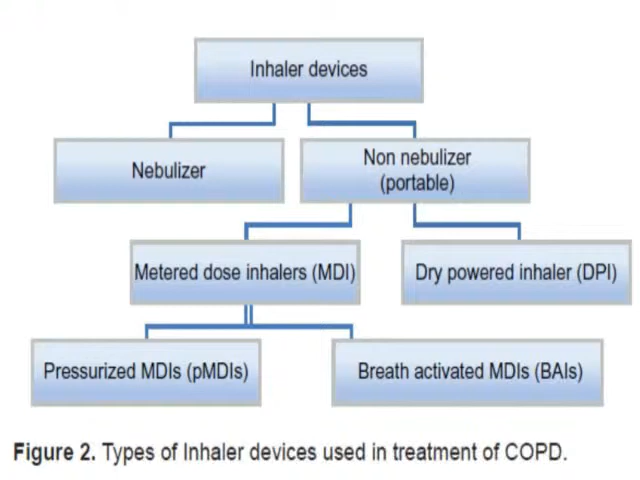 Inhaler devices
Nebulizer
Non nebulizer
(portable)
Metered dose inhalers (MDI)
Dry powered inhaler (DPI)
Pressurized MDIs (pMDIs)
Breath activated MDIs (BAIs)
Figure 2. Types of Inhaler devices used in treatment of COPD.